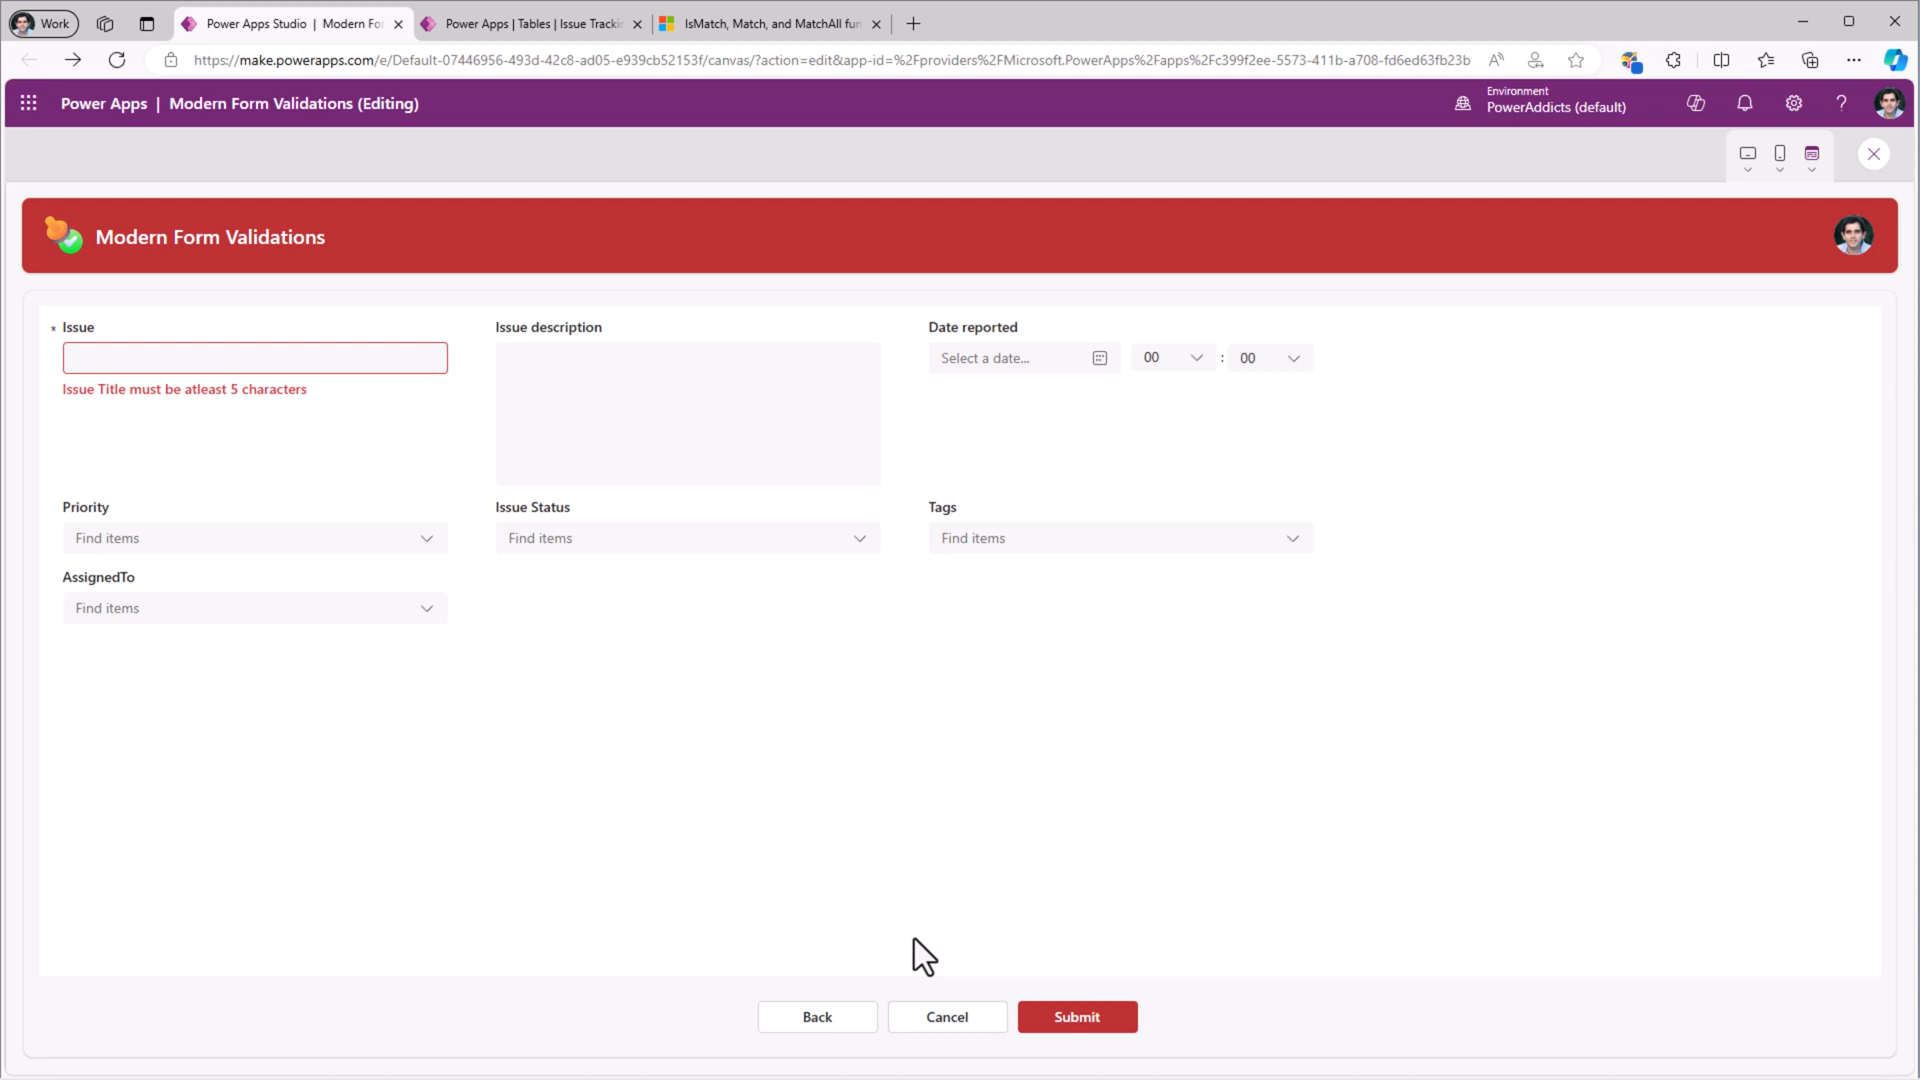 Work
Power Apps Studio | Modern For
Power Apps | Tables | Issue Trackin
IsMatch, Match, and MatchAll fun
https://make.powerapps.com/e/Default-07446956-493d-42c8-ad05-e939cb52153f/canvas/?action=edit&app-id=%2Fproviders%2FMicrosoft.PowerApps%2Fapps%2Fc399f2ee-5573-411b-a708-fd6ed63fb23b
Power Apps | Modern Form Validations (Editing)
Environment
PowerAddicts (default)
Modern Form Validations
* Issue
Issue Title must be atleast 5 characters
Issue description
Date reported
Select a date...
00 : 00
Priority
Find items
Issue Status
Find items
Tags
Find items
AssignedTo
Find items
Back
Cancel
Submit